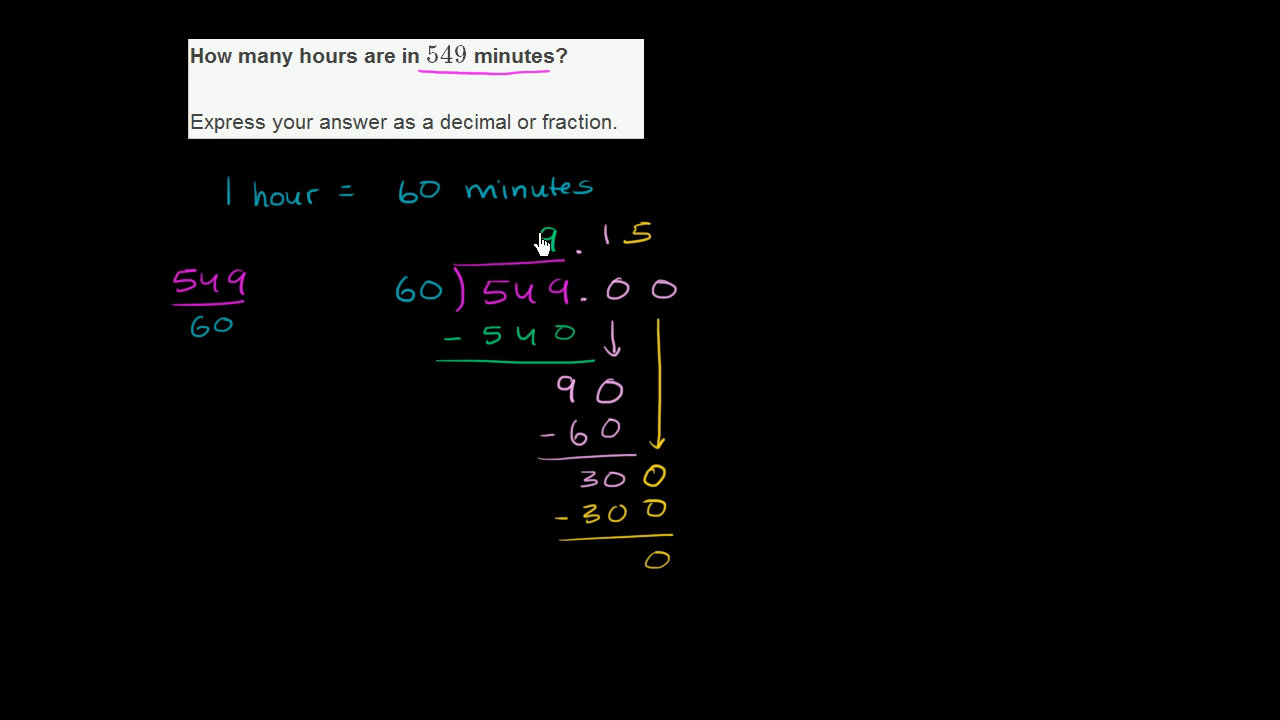 How many hours are in 549 minutes?
Express your answer as a decimal or fraction.
1 hour = 60 minutes
9.15
549
60
60 ) 549.00
- 540
90
- 60
300
- 300
0